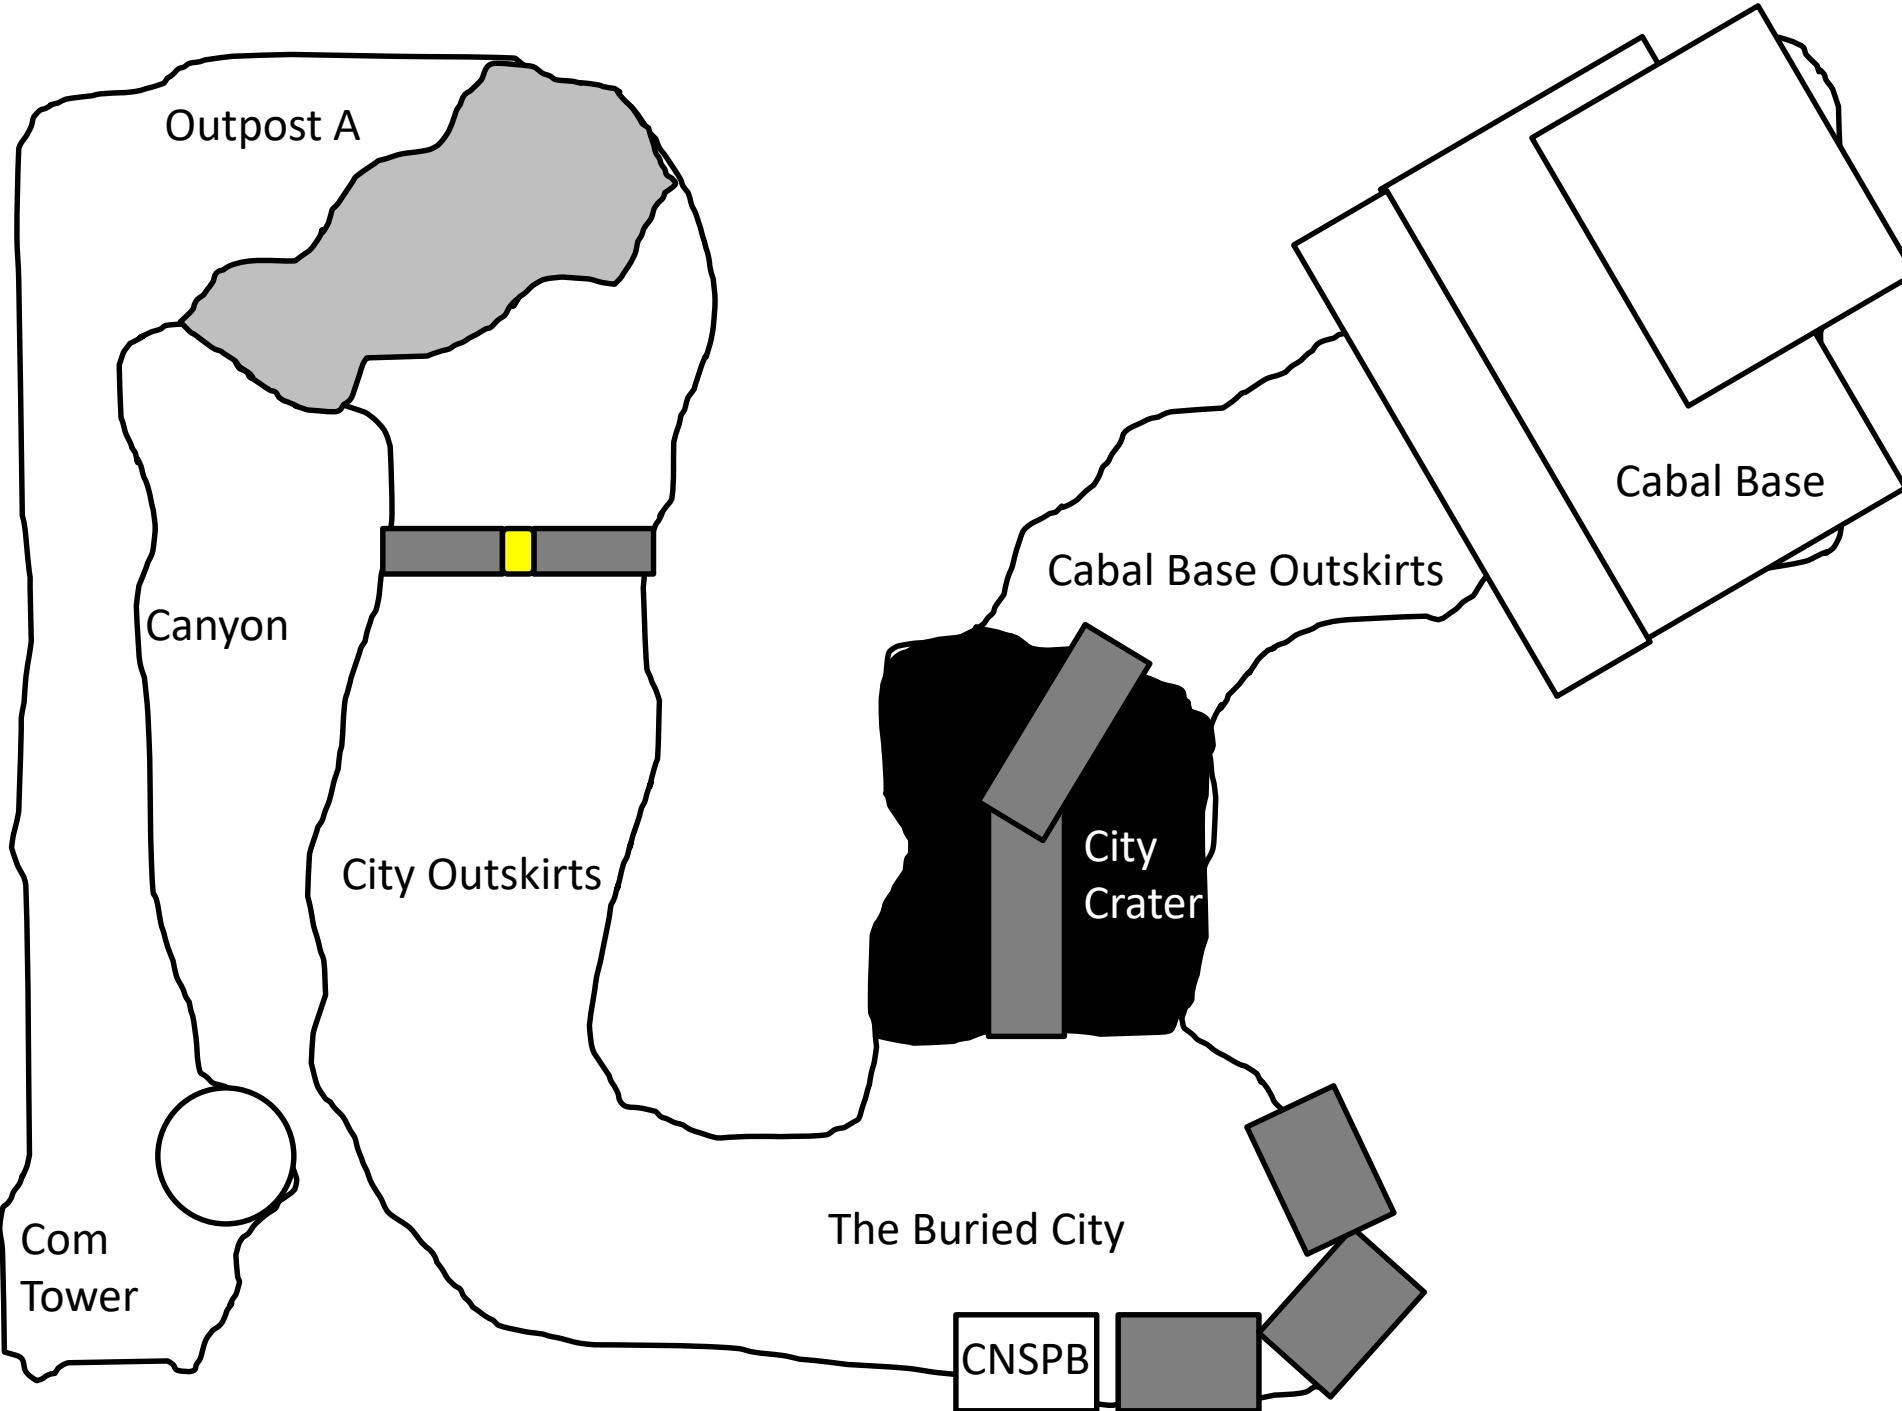 Outpost A
Cabal Base
Cabal Base Outskirts
Canyon
City Outskirts
City
Crater
The Buried City
Com
Tower
CNSPB